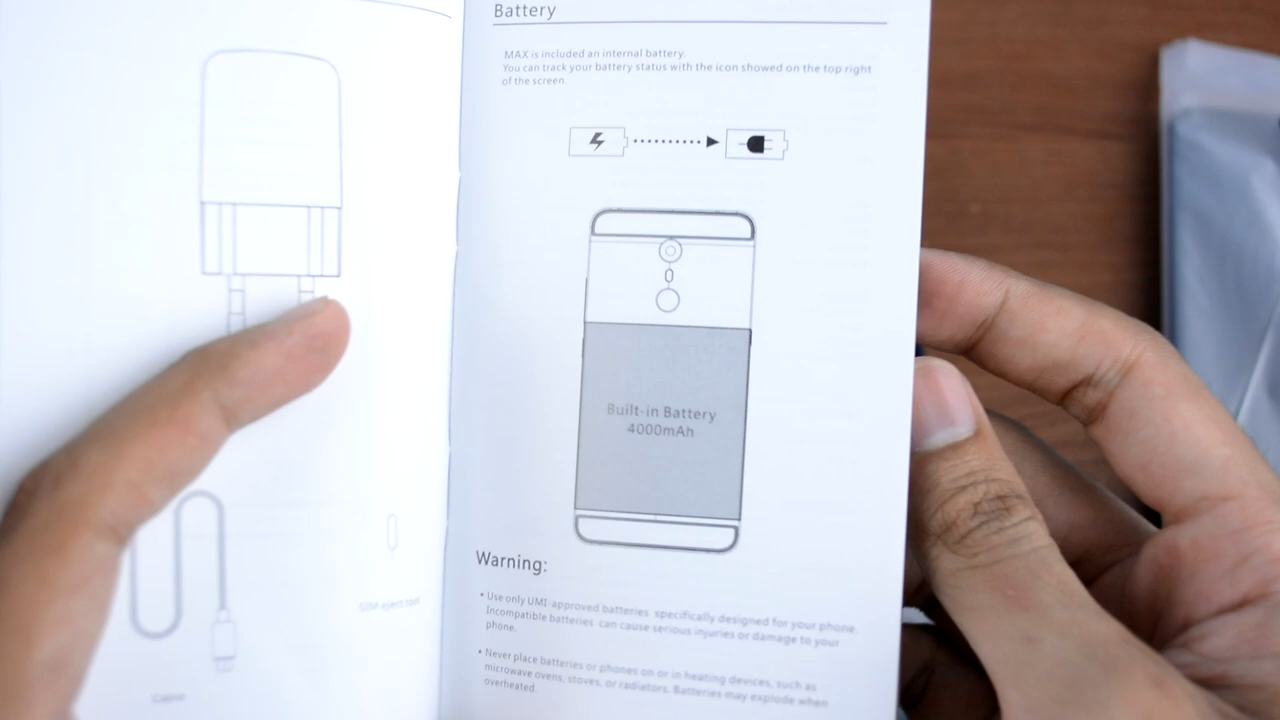 SIM eject tool
Cable
Battery
MAX is included an internal battery.
You can track your battery status with the icon showed on the top right
of the screen.
Built-in Battery
4000mAh
Warning:
• Use only UMI-approved batteries specifically designed for your phone.
Incompatible batteries can cause serious injuries or damage to your
phone.
• Never place batteries or phones on or in heating devices, such as
microwave ovens, stoves, or radiators. Batteries may explode when
overheated.